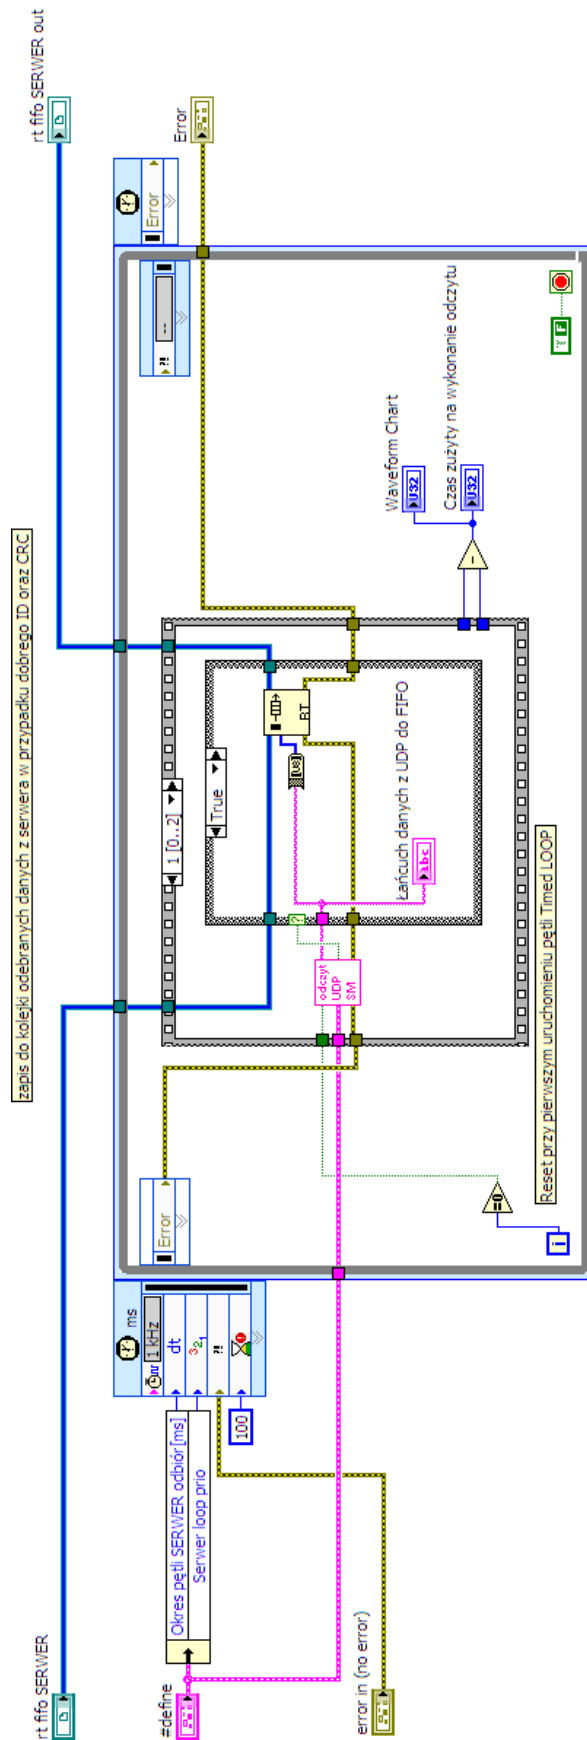 zapis do kolejki odebranych danych z serwera w przypadku dobrego ID oraz CRC
rt fifo SERWER
rt fifo SERWER out
#define
Okres pętli SERWER odbiór[ms]
Serwer loop prio
error in (no error)
100
ms
1 kHz
dt
Error
1 [0..2]
True
odczyt
UDP
SM
[U8]
RT
Łańcuch danych z UDP do FIFO
abc
=0
i
Reset przy pierwszym uruchomieniu pętli Timed LOOP
Waveform Chart
U32
Czas zużyty na wykonanie odczytu
U32
F
--
Error
Error